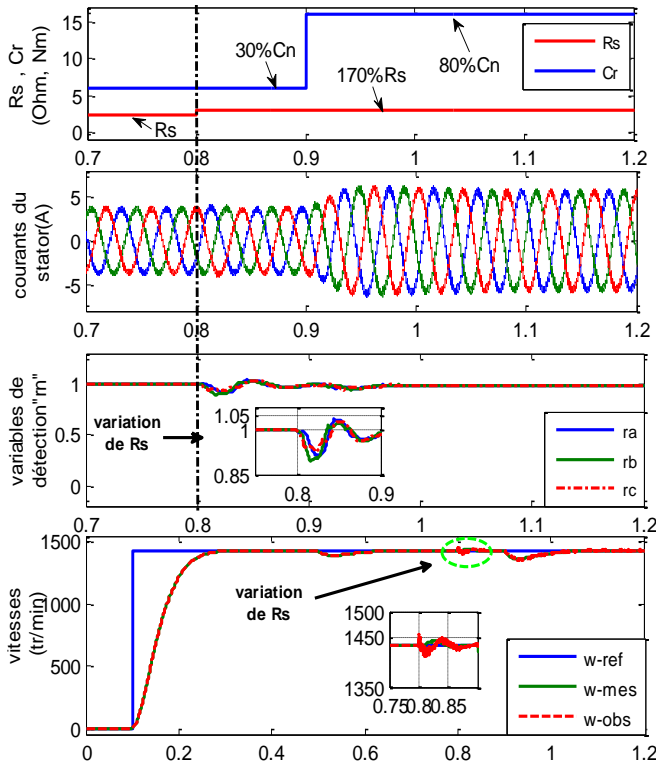 Rs , Cr
(Ohm, Nm)
15
10
5
0
30%Cn
80%Cn
170%Rs
Rs
Rs
Cr
0.7 0.8 0.9 1 1.1 1.2
courants du
stator(A)
5
0
-5
0.7 0.8 0.9 1 1.1 1.2
variables de
détection"m"
1
0.5
0
variation
de Rs
1.05
1
0.85
0.8 0.9
ra
rb
rc
0.7 0.8 0.9 1 1.1 1.2
vitesses
(tr/min)
1500
1000
500
0
variation
de Rs
1500
1450
1350
0.75 0.80 0.85
w-ref
w-mes
w-obs
0 0.2 0.4 0.6 0.8 1 1.2